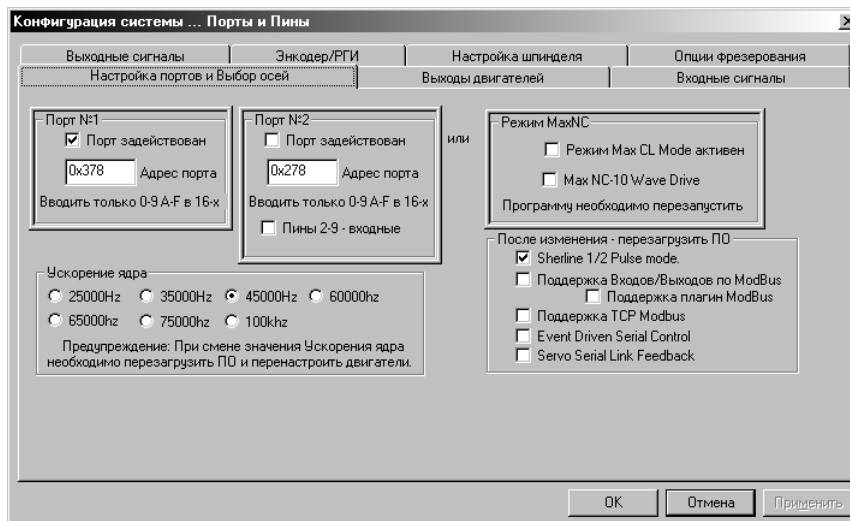 Конфигурация системы ... Порты и Пины
Выходные сигналы
Энкодер/РГИ
Настройка шпинделя
Опции фрезерования
Настройка портов и Выбор осей
Выходы двигателей
Входные сигналы
Порт №1
Порт задействован
0x378
Адрес порта
Вводить только 0-9 A-F в 16-х
Порт №2
Порт задействован
0x278
Адрес порта
Вводить только 0-9 A-F в 16-х
Пины 2-9 - входные
или
Режим MaxNC
Режим Max CL Mode активен
Max NC-10 Wave Drive
Программу необходимо перезапустить
После изменения - перезагрузить ПО
Sherline 1/2 Pulse mode.
Поддержка Входов/Выходов по ModBus
Поддержка плагин ModBus
Поддержка TCP Modbus
Event Driven Serial Control
Servo Serial Link Feedback
Ускорение ядра
25000Hz 35000Hz 45000Hz 60000hz
65000hz 75000hz 100khz
Предупреждение: При смене значения Ускорения ядра
необходимо перезагрузить ПО и перенастроить двигатели.
OK
Отмена
Применить